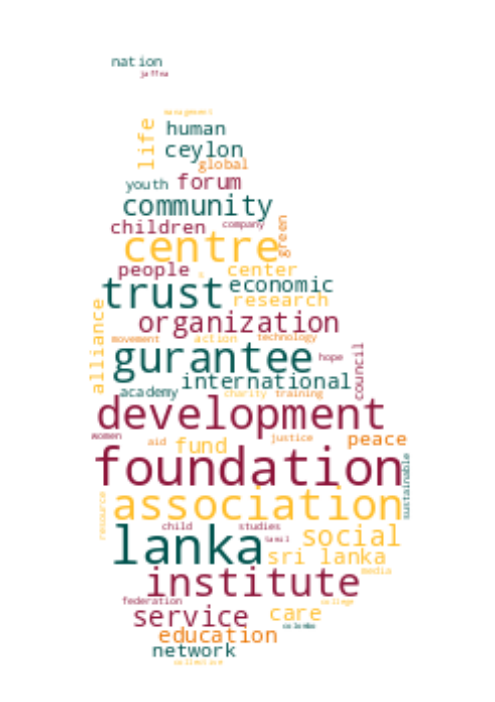 nation
jaffna
management
life human
ceylon
global
youth forum
community
children company
centre green
people center
trust economic
research
alliance organization
movement action technology
gurantee hope council
international
academy charity training
development
women aid fund justice peace
foundation sustainable
resource association
child studies social
lanka tamil sri lanka
institute media
federation college
service care
colombo
education
network
collective